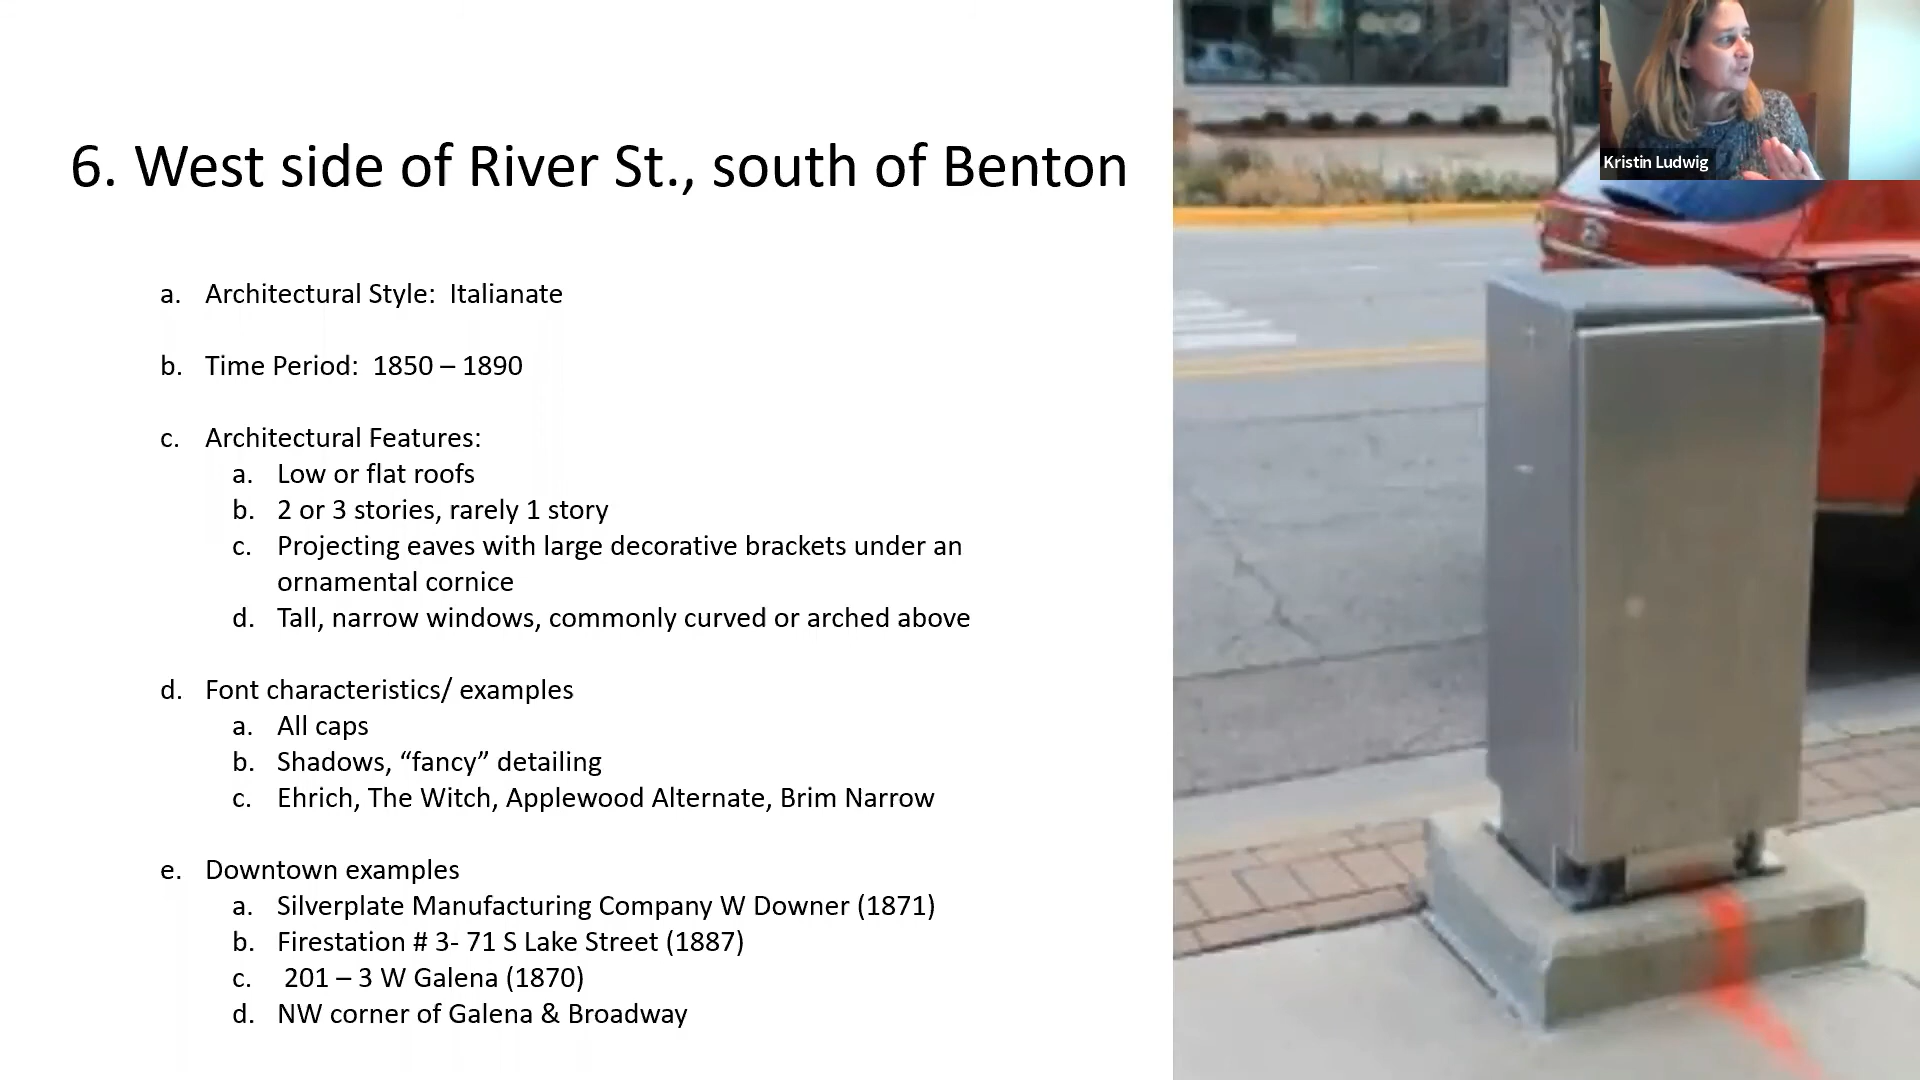 6. West side of River St., south of Benton
a. Architectural Style: Italianate
b. Time Period: 1850 – 1890
c. Architectural Features:
a. Low or flat roofs
b. 2 or 3 stories, rarely 1 story
c. Projecting eaves with large decorative brackets under an
ornamental cornice
d. Tall, narrow windows, commonly curved or arched above
d. Font characteristics/ examples
a. All caps
b. Shadows, “fancy” detailing
c. Ehrich, The Witch, Applewood Alternate, Brim Narrow
e. Downtown examples
a. Silverplate Manufacturing Company W Downer (1871)
b. Firestation # 3- 71 S Lake Street (1887)
c. 201 – 3 W Galena (1870)
d. NW corner of Galena & Broadway
Kristin Ludwig